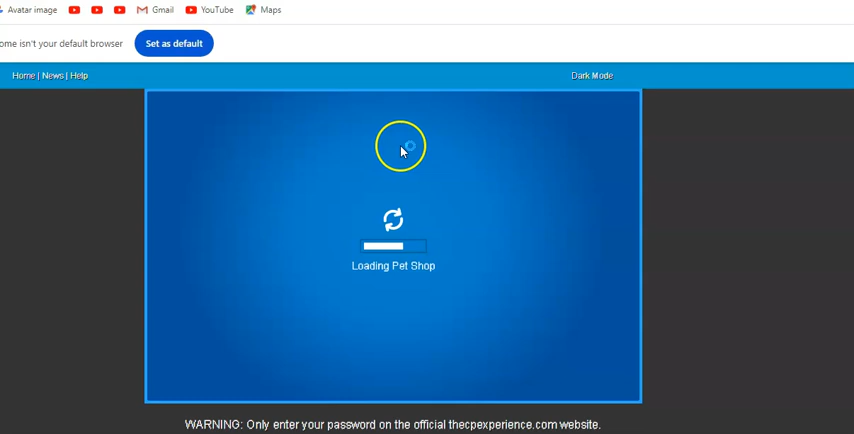 Avatar image Gmail YouTube Maps
ome isn't your default browser Set as default
Home | News | Help Dark Mode
Loading Pet Shop
WARNING: Only enter your password on the official thecpexperience.com website.